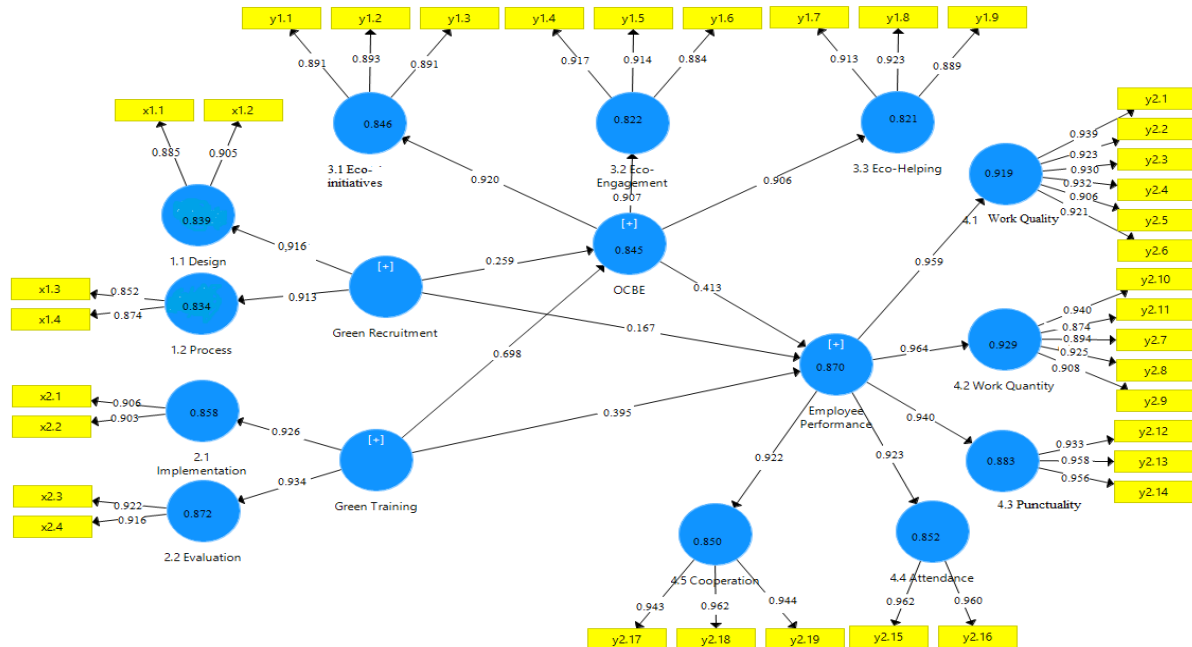 y1.1 y1.2 y1.3 y1.4 y1.5 y1.6 y1.7 y1.8 y1.9
0.891 0.893 0.891 0.917 0.914 0.884 0.913 0.923 0.889
0.846 0.822 0.821
3.1 Eco-
initiatives
3.2 Eco-
Engagement
3.3 Eco-Helping
x1.1 x1.2
0.885 0.905
0.839
1.1 Design
x1.3 0.852
x1.4 0.874
0.834
1.2 Process
x2.1 0.906
x2.2 0.903
0.858
2.1
Implementation
x2.3 0.922
x2.4 0.916
0.872
2.2 Evaluation
0,916
0.913
[+]
Green Recruitment
0.926
0.934
[+]
Green Training
0.920 0.907 0.906
[+]
0.845
OCBE
0.259
0.698
0.413
0.167
0.395
[+]
0.870
Employee
Performance
0.959
0.964
0.940
0.922
0.923
0.919
4.1 Work Quality
0.939 y2.1
0.923 y2.2
0.930 y2.3
0.932 y2.4
0.906 y2.5
0.921 y2.6
0.929
4.2 Work Quantity
0.940 y2.10
0.874 y2.11
0.894 y2.7
0.925 y2.8
0.908 y2.9
0.883
4.3 Punctuality
0.933 y2.12
0.958 y2.13
0.956 y2.14
0.850
4.5 Cooperation
0.943 0.962 0.944
y2.17 y2.18 y2.19
0.852
4.4 Attendance
0.962 0.960
y2.15 y2.16